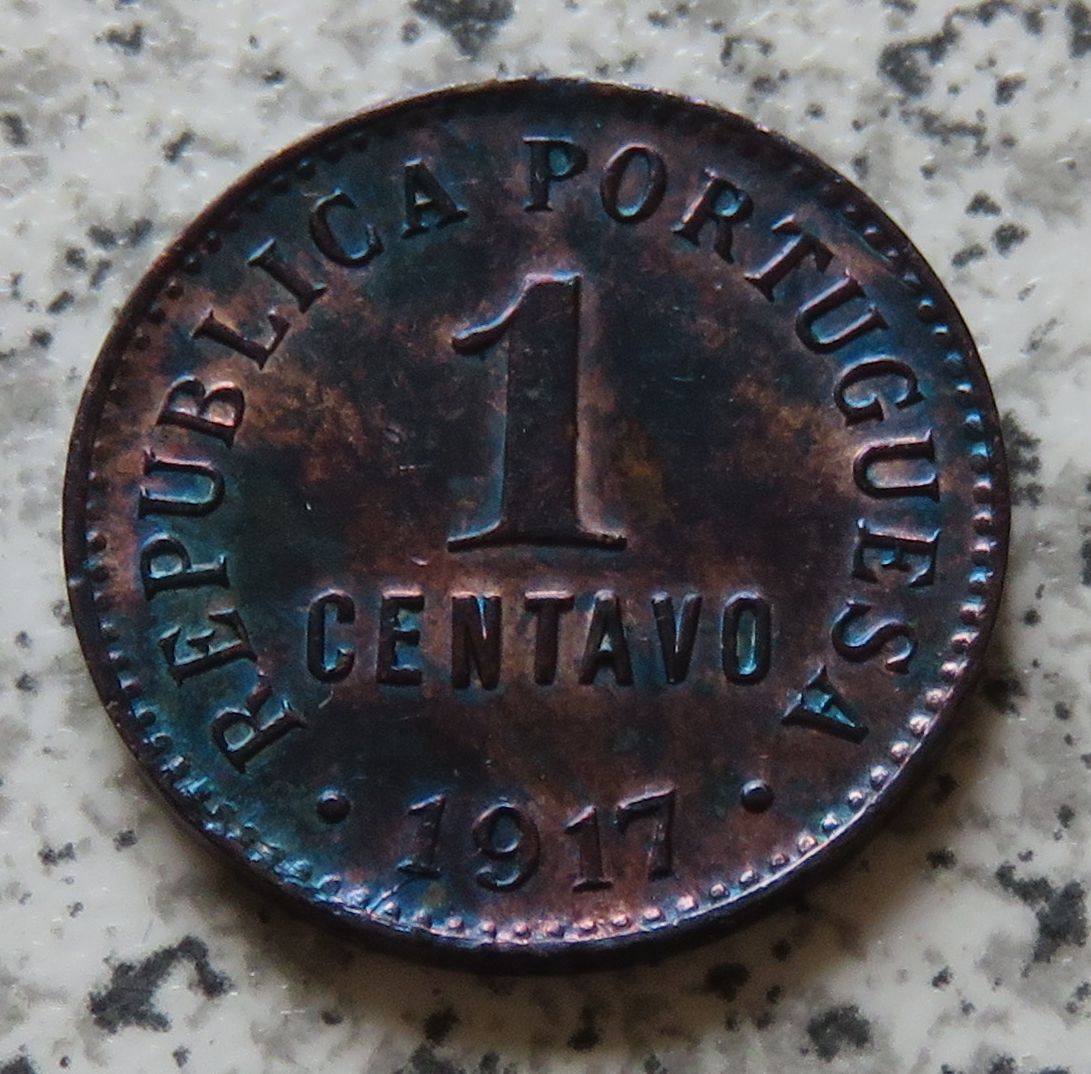 REPUBLICA PORTUGUESA
1
CENTAVO
• 1917 •